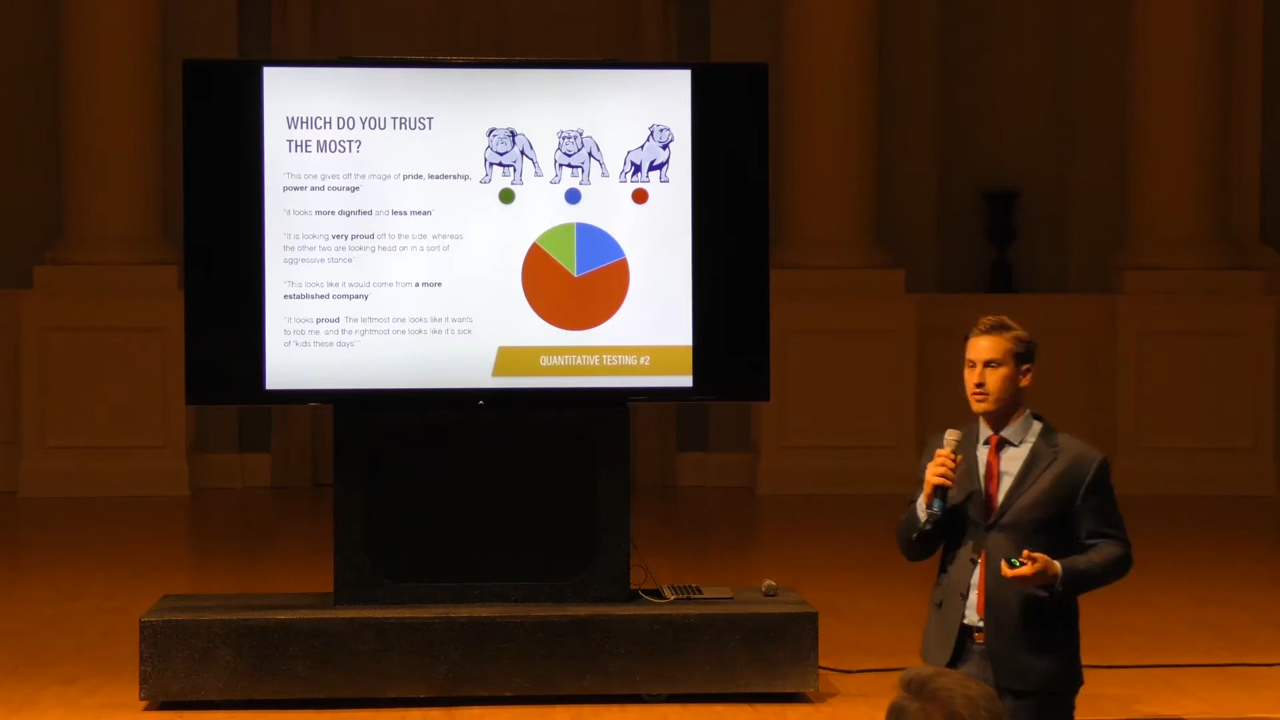 WHICH DO YOU TRUST
THE MOST?
"This one gives off the image of pride, leadership,
power and courage"
"it looks more dignified and less mean"
"It is looking very proud off to the side, whereas
the other two are looking head on in a sort of
aggressive stance"
"This looks like it would come from a more
established company"
"It looks proud. The leftmost one looks like it wants
to rob me, and the rightmost one looks like it's sick
of "kids these days""
QUANTITATIVE TESTING #2